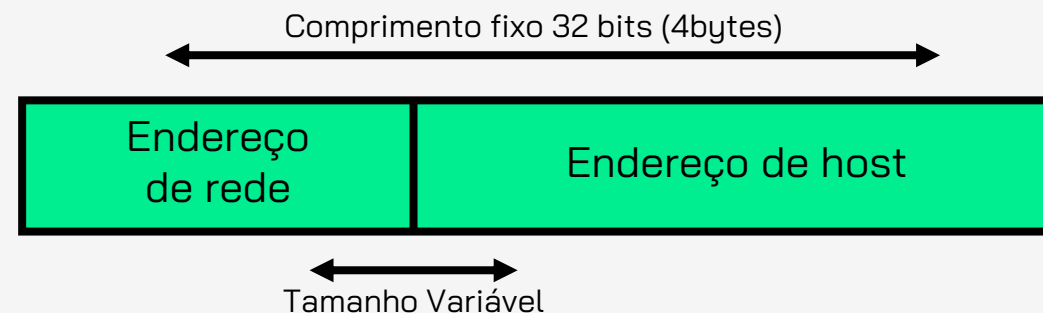 Comprimento fixo 32 bits (4bytes)
Endereço
de rede
Endereço de host
Tamanho Variável